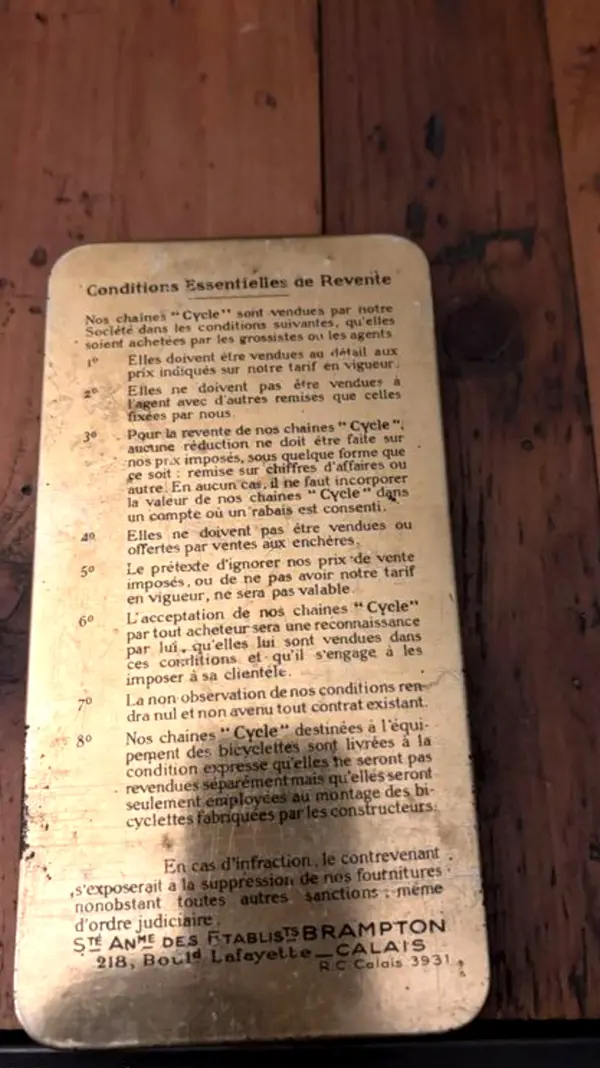 Conditions Essentielles de Revente
Nos chaines "Cycle" sont vendues par notre
Société dans les conditions suivantes, qu'elles
soient achetées par les grossistes ou les agents
1º Elles doivent être vendues au détail aux
prix indiqués sur notre tarif en vigueur.
2º Elles ne doivent pas être vendues à
l'agent avec d'autres remises que celles
fixées par nous.
3º Pour la revente de nos chaines "Cycle",
aucune réduction ne doit être faite sur
nos prix imposés, sous quelque forme que
ce soit : remise sur chiffres d'affaires ou
autre. En aucun cas, il ne faut incorporer
la valeur de nos chaines "Cycle" dans
un compte où un rabais est consenti.
4º Elles ne doivent pas être vendues ou
offertes par ventes aux enchères.
5º Le prétexte d'ignorer nos prix de vente
imposés, ou de ne pas avoir notre tarif
en vigueur, ne sera pas valable.
6º L'acceptation de nos chaines "Cycle"
par tout acheteur sera une reconnaissance
par lui, qu'elles lui sont vendues dans
ces conditions et qu'il s'engage à les
imposer à sa clientèle.
7º La non-observation de nos conditions ren-
dra nul et non avenu tout contrat existant.
8º Nos chaines "Cycle" destinées à l'équi-
pement des bicyclettes sont livrées à la
condition expresse qu'elles ne seront pas
revendues séparément mais qu'elles seront
seulement employées au montage des bi-
cyclettes fabriquées par les constructeurs.
En cas d'infraction, le contrevenant
s'exposerait a la suppression de nos fournitures
nonobstant toutes autres sanctions, même
d'ordre judiciaire.
STÉ ANME DES ÉTABLISTS BRAMPTON
218, Boulᵈ Lafayette _ CALAIS
R.C Calais 3931